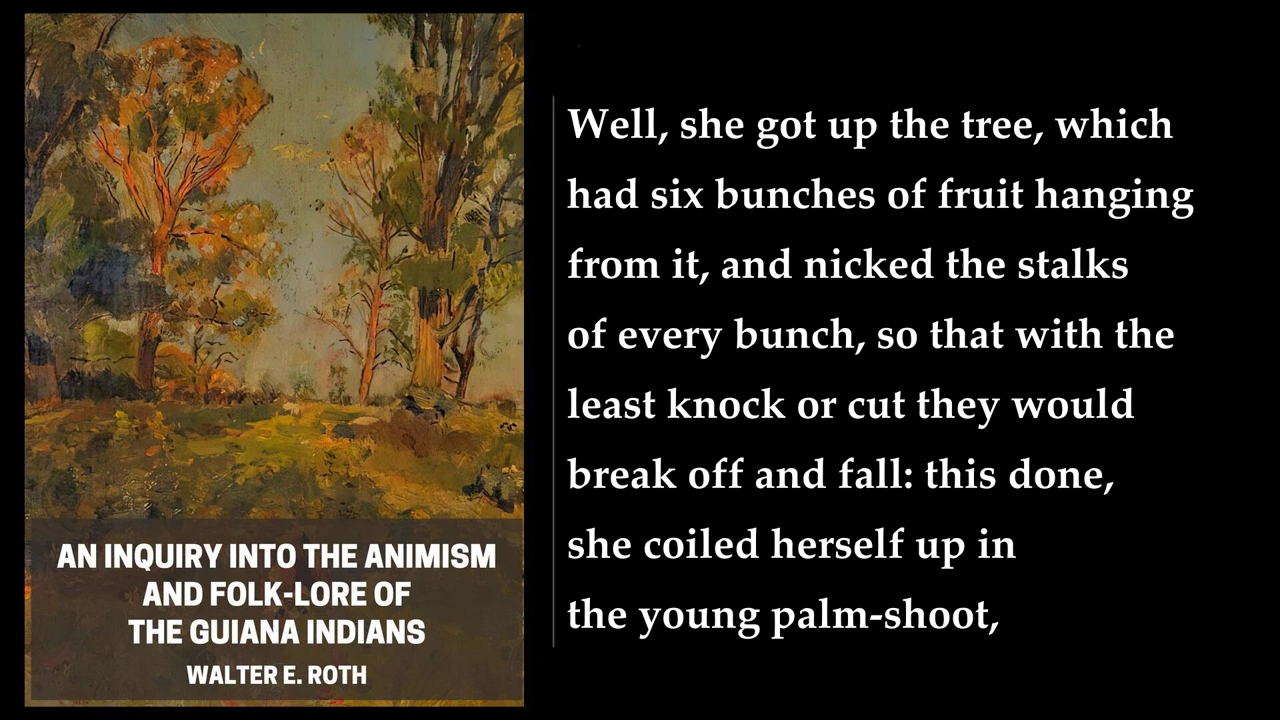 AN INQUIRY INTO THE ANIMISM
AND FOLK-LORE OF
THE GUIANA INDIANS
WALTER E. ROTH
Well, she got up the tree, which
had six bunches of fruit hanging
from it, and nicked the stalks
of every bunch, so that with the
least knock or cut they would
break off and fall: this done,
she coiled herself up in
the young palm-shoot,